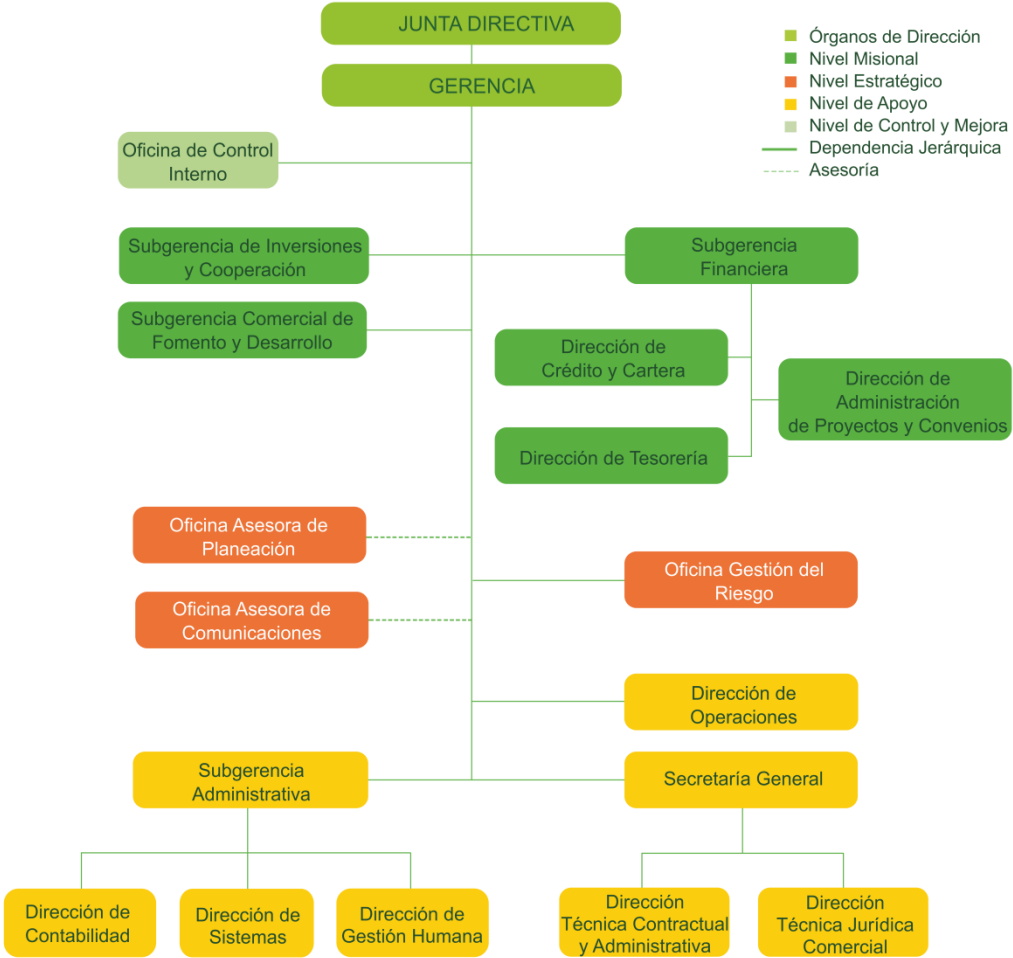 JUNTA DIRECTIVA
GERENCIA
Órganos de Dirección
Nivel Misional
Nivel Estratégico
Nivel de Apoyo
Nivel de Control y Mejora
Dependencia Jerárquica
Asesoría
Oficina de Control
Interno
Subgerencia de Inversiones
y Cooperación
Subgerencia
Financiera
Subgerencia Comercial de
Fomento y Desarrollo
Dirección de
Crédito y Cartera
Dirección de
Administración
de Proyectos y Convenios
Dirección de Tesorería
Oficina Asesora de
Planeación
Oficina Gestión del
Riesgo
Oficina Asesora de
Comunicaciones
Dirección de
Operaciones
Subgerencia
Administrativa
Secretaría General
Dirección de
Contabilidad
Dirección de
Sistemas
Dirección de
Gestión Humana
Dirección
Técnica Contractual
y Administrativa
Dirección
Técnica Jurídica
Comercial